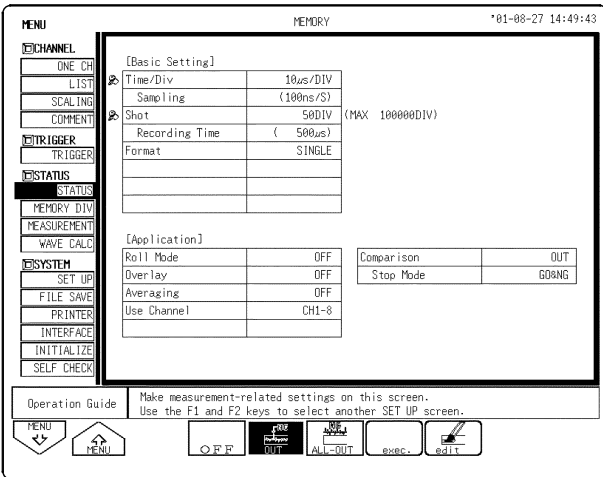 MENU
MEMORY
'01-08-27 14:49:43
CHANNEL
ONE CH
LIST
SCALING
COMMENT
TRIGGER
TRIGGER
STATUS
STATUS
MEMORY DIV
MEASUREMENT
WAVE CALC
SYSTEM
SET UP
FILE SAVE
PRINTER
INTERFACE
INITIALIZE
SELF CHECK
[Basic Setting]
Time/Div 10µs/DIV
Sampling (100ns/S)
Shot 50DIV (MAX 100000DIV)
Recording Time ( 500µs)
Format SINGLE
[Application]
Roll Mode OFF
Overlay OFF
Averaging OFF
Use Channel CH1-8
Comparison OUT
Stop Mode GO&NG
Operation Guide
Make measurement-related settings on this screen.
Use the F1 and F2 keys to select another SET UP screen.
MENU
MENU
OFF
OUT
ALL-OUT
exec.
edit